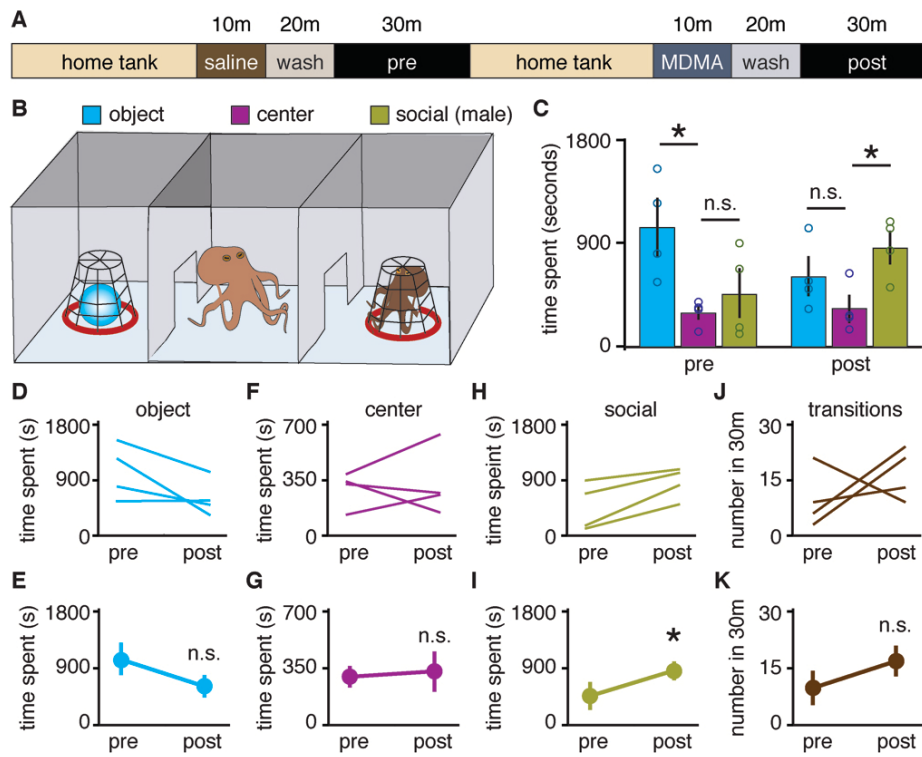 A
10m 20m 30m 10m 20m 30m
home tank saline wash pre home tank MDMA wash post
B
object center social (male)
C
*
*
n.s.
n.s.
1800
900
0
time spent (seconds)
pre post
D
object
1800
900
0
time spent (s)
pre post
F
center
700
350
0
time spent (s)
pre post
H
social
1800
900
0
time speint (s)
pre post
J
transitions
30
15
0
number in 30m
pre post
E
1800
900
0
time spent (s)
n.s.
pre post
G
700
350
0
time spent (s)
n.s.
pre post
I
1800
900
0
time spent (s)
*
pre post
K
30
15
0
number in 30m
n.s.
pre post